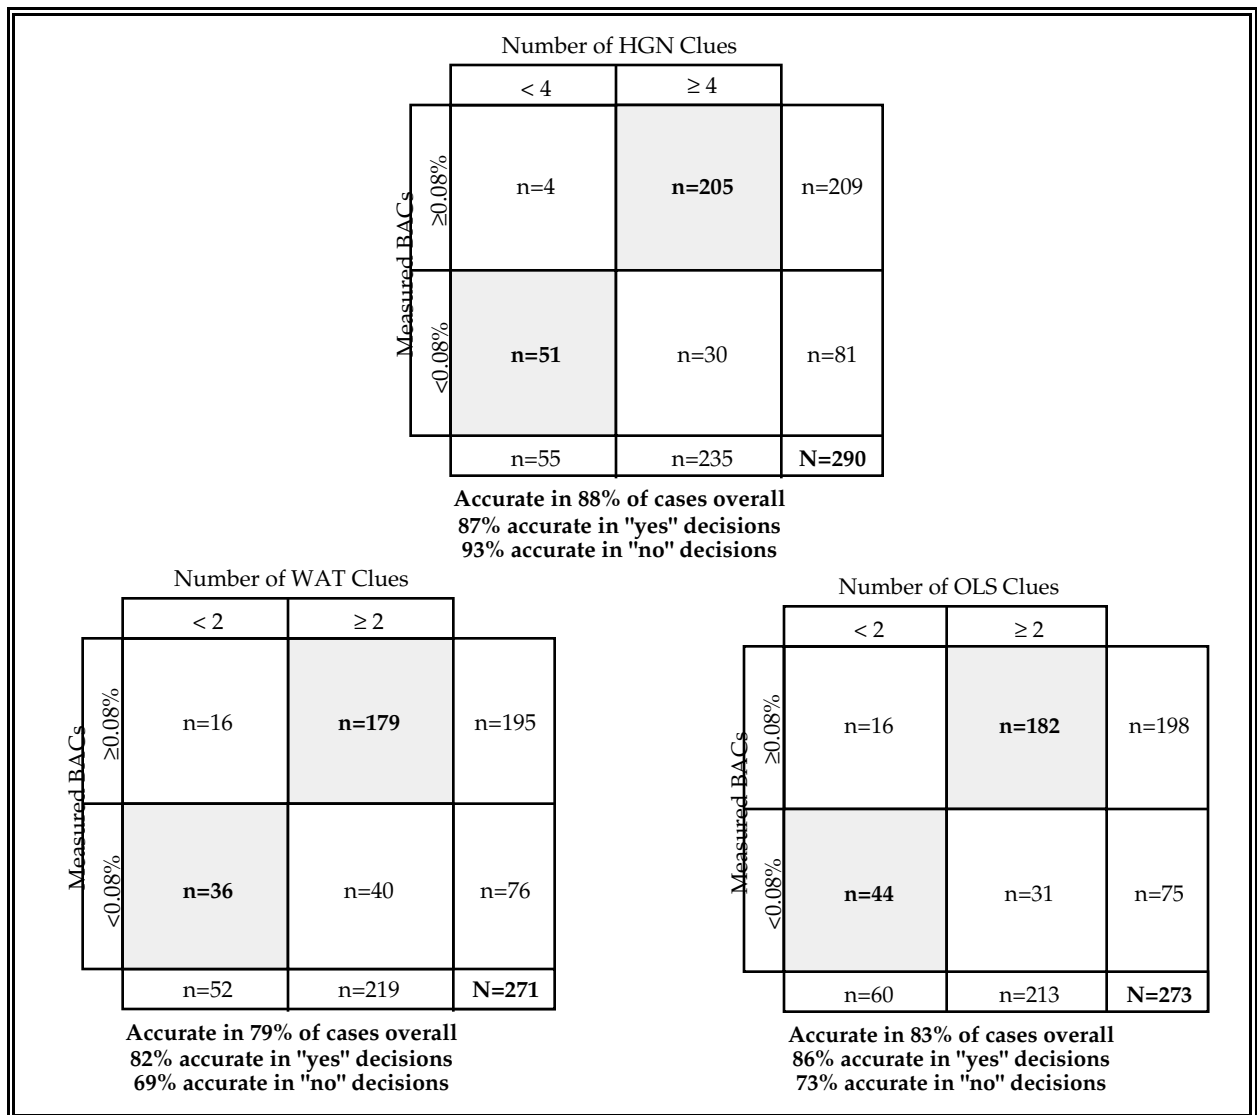 Number of HGN Clues
< 4 ≥ 4
Measured BACs
≥0.08% n=4 n=205 n=209
<0.08% n=51 n=30 n=81
n=55 n=235 N=290
Accurate in 88% of cases overall
87% accurate in "yes" decisions
93% accurate in "no" decisions
Number of WAT Clues
< 2 ≥ 2
Measured BACs
≥0.08% n=16 n=179 n=195
<0.08% n=36 n=40 n=76
n=52 n=219 N=271
Accurate in 79% of cases overall
82% accurate in "yes" decisions
69% accurate in "no" decisions
Number of OLS Clues
< 2 ≥ 2
Measured BACs
≥0.08% n=16 n=182 n=198
<0.08% n=44 n=31 n=75
n=60 n=213 N=273
Accurate in 83% of cases overall
86% accurate in "yes" decisions
73% accurate in "no" decisions